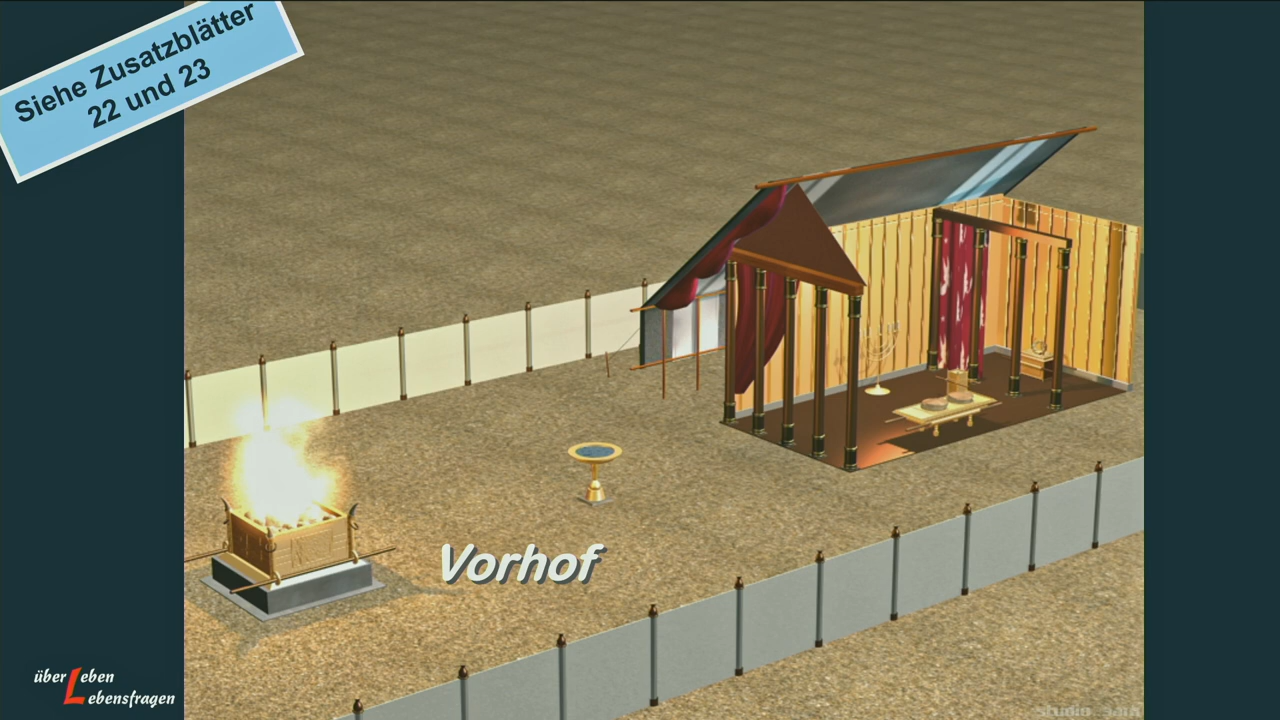 Siehe Zusatzblätter
22 und 23
Vorhof
über Leben
Lebensfragen